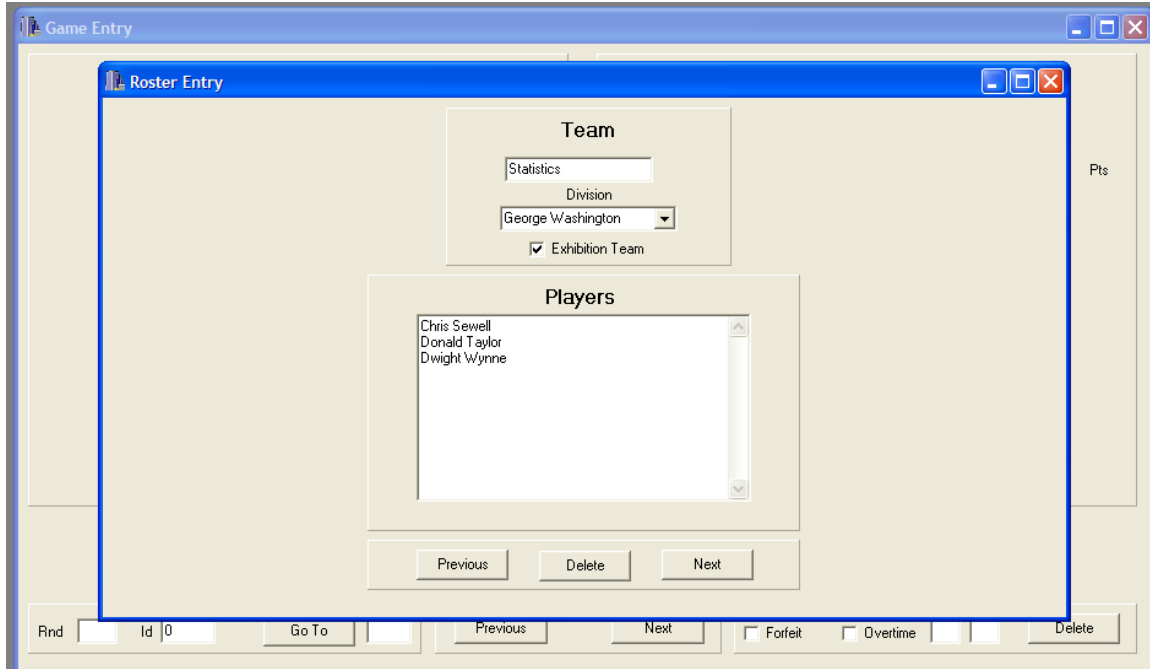 Game Entry
Roster Entry
Team
Statistics
Pts
Division
George Washington
Exhibition Team
Players
Chris Sewell
Donald Taylor
Dwight Wynne
Previous Delete Next
Rnd Id 0 Go To Previous Next Forfeit Overtime Delete